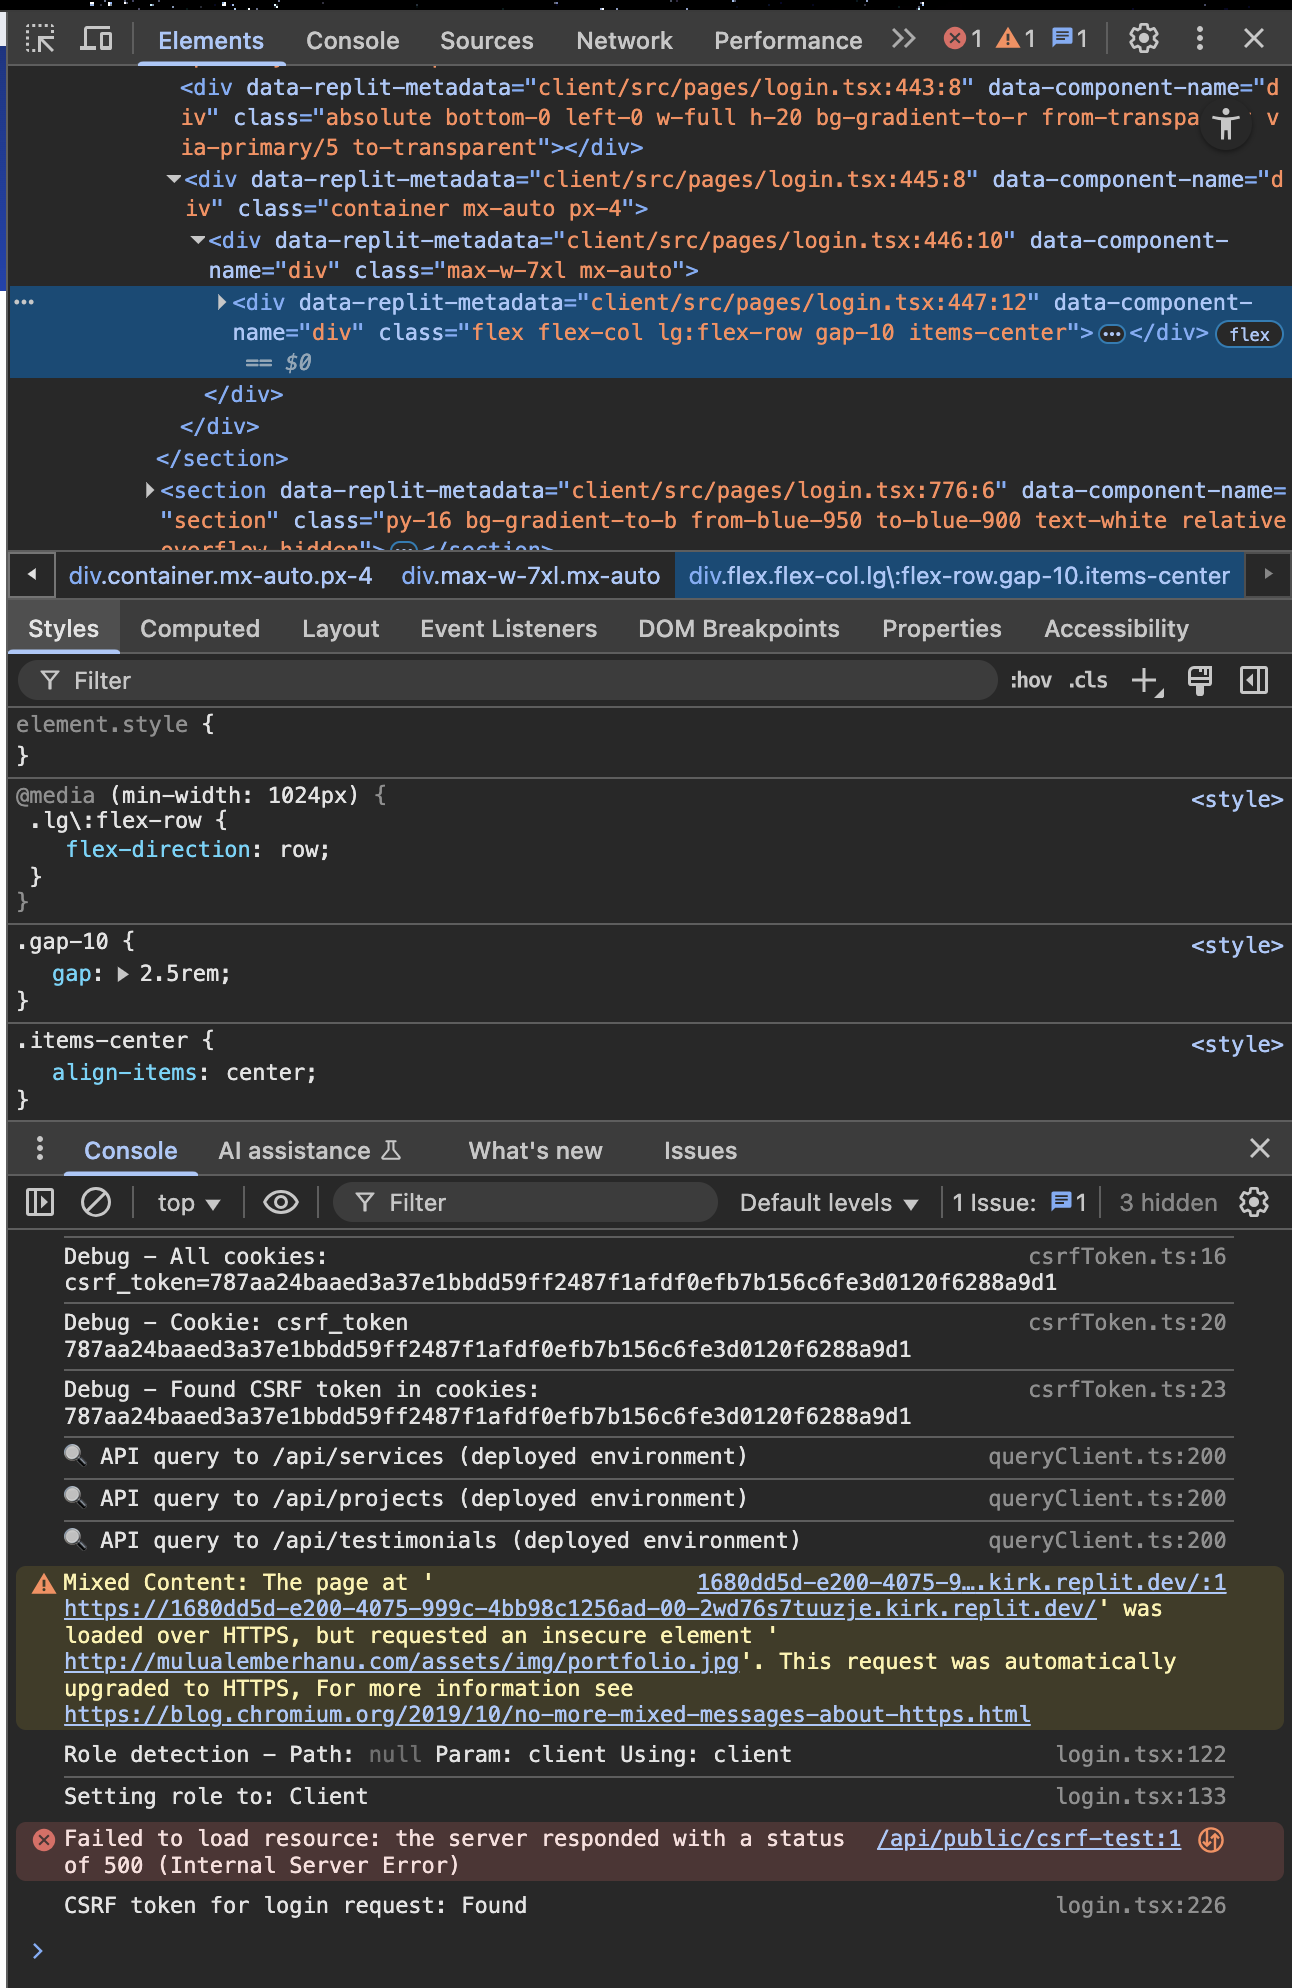 Elements Console Sources Network Performance 1 1 1
<div data-replit-metadata="client/src/pages/login.tsx:443:8" data-component-name="d
iv" class="absolute bottom-0 left-0 w-full h-20 bg-gradient-to-r from-transpa v
ia-primary/5 to-transparent"></div>
<div data-replit-metadata="client/src/pages/login.tsx:445:8" data-component-name="d
iv" class="container mx-auto px-4">
<div data-replit-metadata="client/src/pages/login.tsx:446:10" data-component-
name="div" class="max-w-7xl mx-auto">
<div data-replit-metadata="client/src/pages/login.tsx:447:12" data-component-
name="div" class="flex flex-col lg:flex-row gap-10 items-center">…</div> flex
== $0
</div>
</div>
</section>
<section data-replit-metadata="client/src/pages/login.tsx:776:6" data-component-name=
"section" class="py-16 bg-gradient-to-b from-blue-950 to-blue-900 text-white relative
overflow-hidden">…</section>
div.container.mx-auto.px-4 div.max-w-7xl.mx-auto div.flex.flex-col.lg\:flex-row.gap-10.items-center
Styles Computed Layout Event Listeners DOM Breakpoints Properties Accessibility
Filter :hov .cls
element.style {
}
@media (min-width: 1024px) { <style>
.lg\:flex-row {
flex-direction: row;
}
}
.gap-10 { <style>
gap: 2.5rem;
}
.items-center { <style>
align-items: center;
}
Console AI assistance What's new Issues
top Filter Default levels 1 Issue: 1 3 hidden
Debug – All cookies: csrfToken.ts:16
csrf_token=787aa24baaed3a37e1bbdd59ff2487f1afdf0efb7b156c6fe3d0120f6288a9d1
Debug – Cookie: csrf_token csrfToken.ts:20
787aa24baaed3a37e1bbdd59ff2487f1afdf0efb7b156c6fe3d0120f6288a9d1
Debug – Found CSRF token in cookies: csrfToken.ts:23
787aa24baaed3a37e1bbdd59ff2487f1afdf0efb7b156c6fe3d0120f6288a9d1
🔍 API query to /api/services (deployed environment) queryClient.ts:200
🔍 API query to /api/projects (deployed environment) queryClient.ts:200
🔍 API query to /api/testimonials (deployed environment) queryClient.ts:200
Mixed Content: The page at ' 1680dd5d-e200-4075-9….kirk.replit.dev/:1
https://1680dd5d-e200-4075-999c-4bb98c1256ad-00-2wd76s7tuuzje.kirk.replit.dev/' was
loaded over HTTPS, but requested an insecure element '
http://mulualemberhanu.com/assets/img/portfolio.jpg'. This request was automatically
upgraded to HTTPS, For more information see
https://blog.chromium.org/2019/10/no-more-mixed-messages-about-https.html
Role detection – Path: null Param: client Using: client login.tsx:122
Setting role to: Client login.tsx:133
Failed to load resource: the server responded with a status /api/public/csrf-test:1
of 500 (Internal Server Error)
CSRF token for login request: Found login.tsx:226